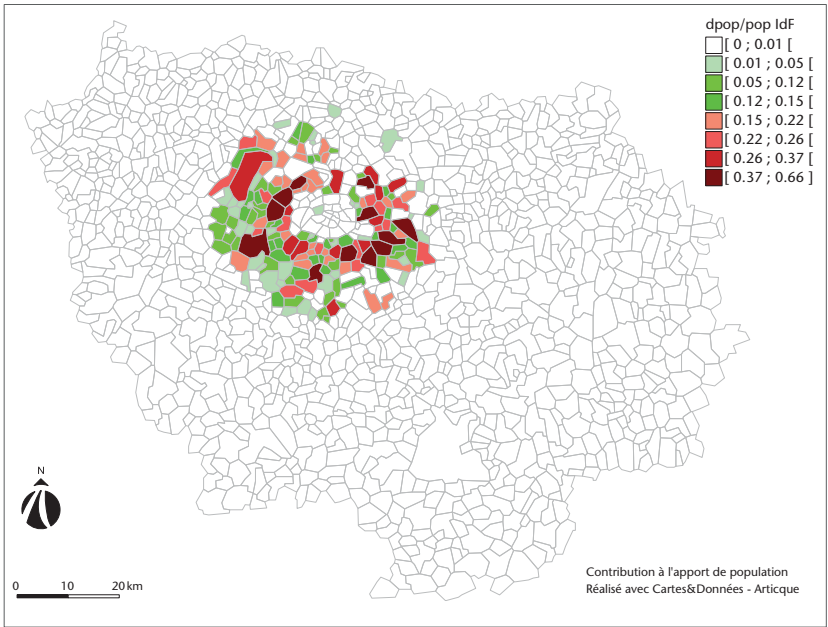 dpop/pop IdF
[ 0 ; 0.01 [
[ 0.01 ; 0.05 [
[ 0.05 ; 0.12 [
[ 0.12 ; 0.15 [
[ 0.15 ; 0.22 [
[ 0.22 ; 0.26 [
[ 0.26 ; 0.37 [
[ 0.37 ; 0.66 ]
N
0 10 20 km
Contribution à l'apport de population
Réalisé avec Cartes&Données - Articque